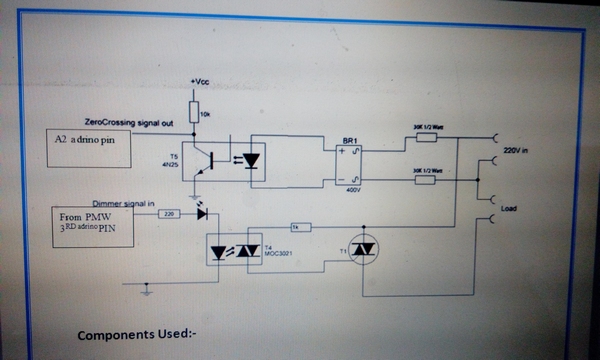 +Vcc
10k
ZeroCrossing signal out
A2 adrino pin
T5
4N25
BR1
400V
30K 1/2 Watt
30K 1/2 Watt
220V in
Load
Dimmer signal in
From PMW
3RD adrino PIN
220
1k
T4
MOC3021
T1
Components Used:-